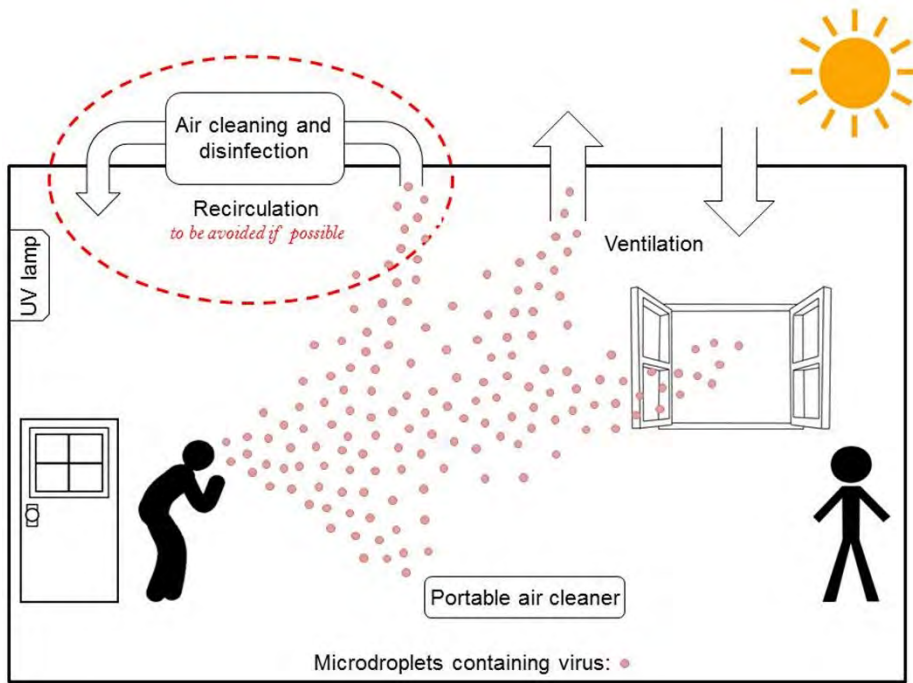 Air cleaning and
disinfection
Recirculation
to be avoided if possible
Ventilation
UV lamp
Portable air cleaner
Microdroplets containing virus: